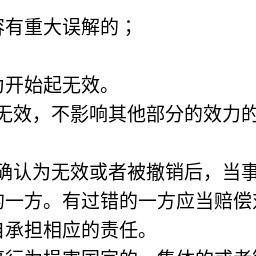 容有重大误解的；
力开始起无效。
无效，不影响其他部分的效力的
确认为无效或者被撤销后，当事
的一方。有过错的一方应当赔偿
自承担相应的责任。